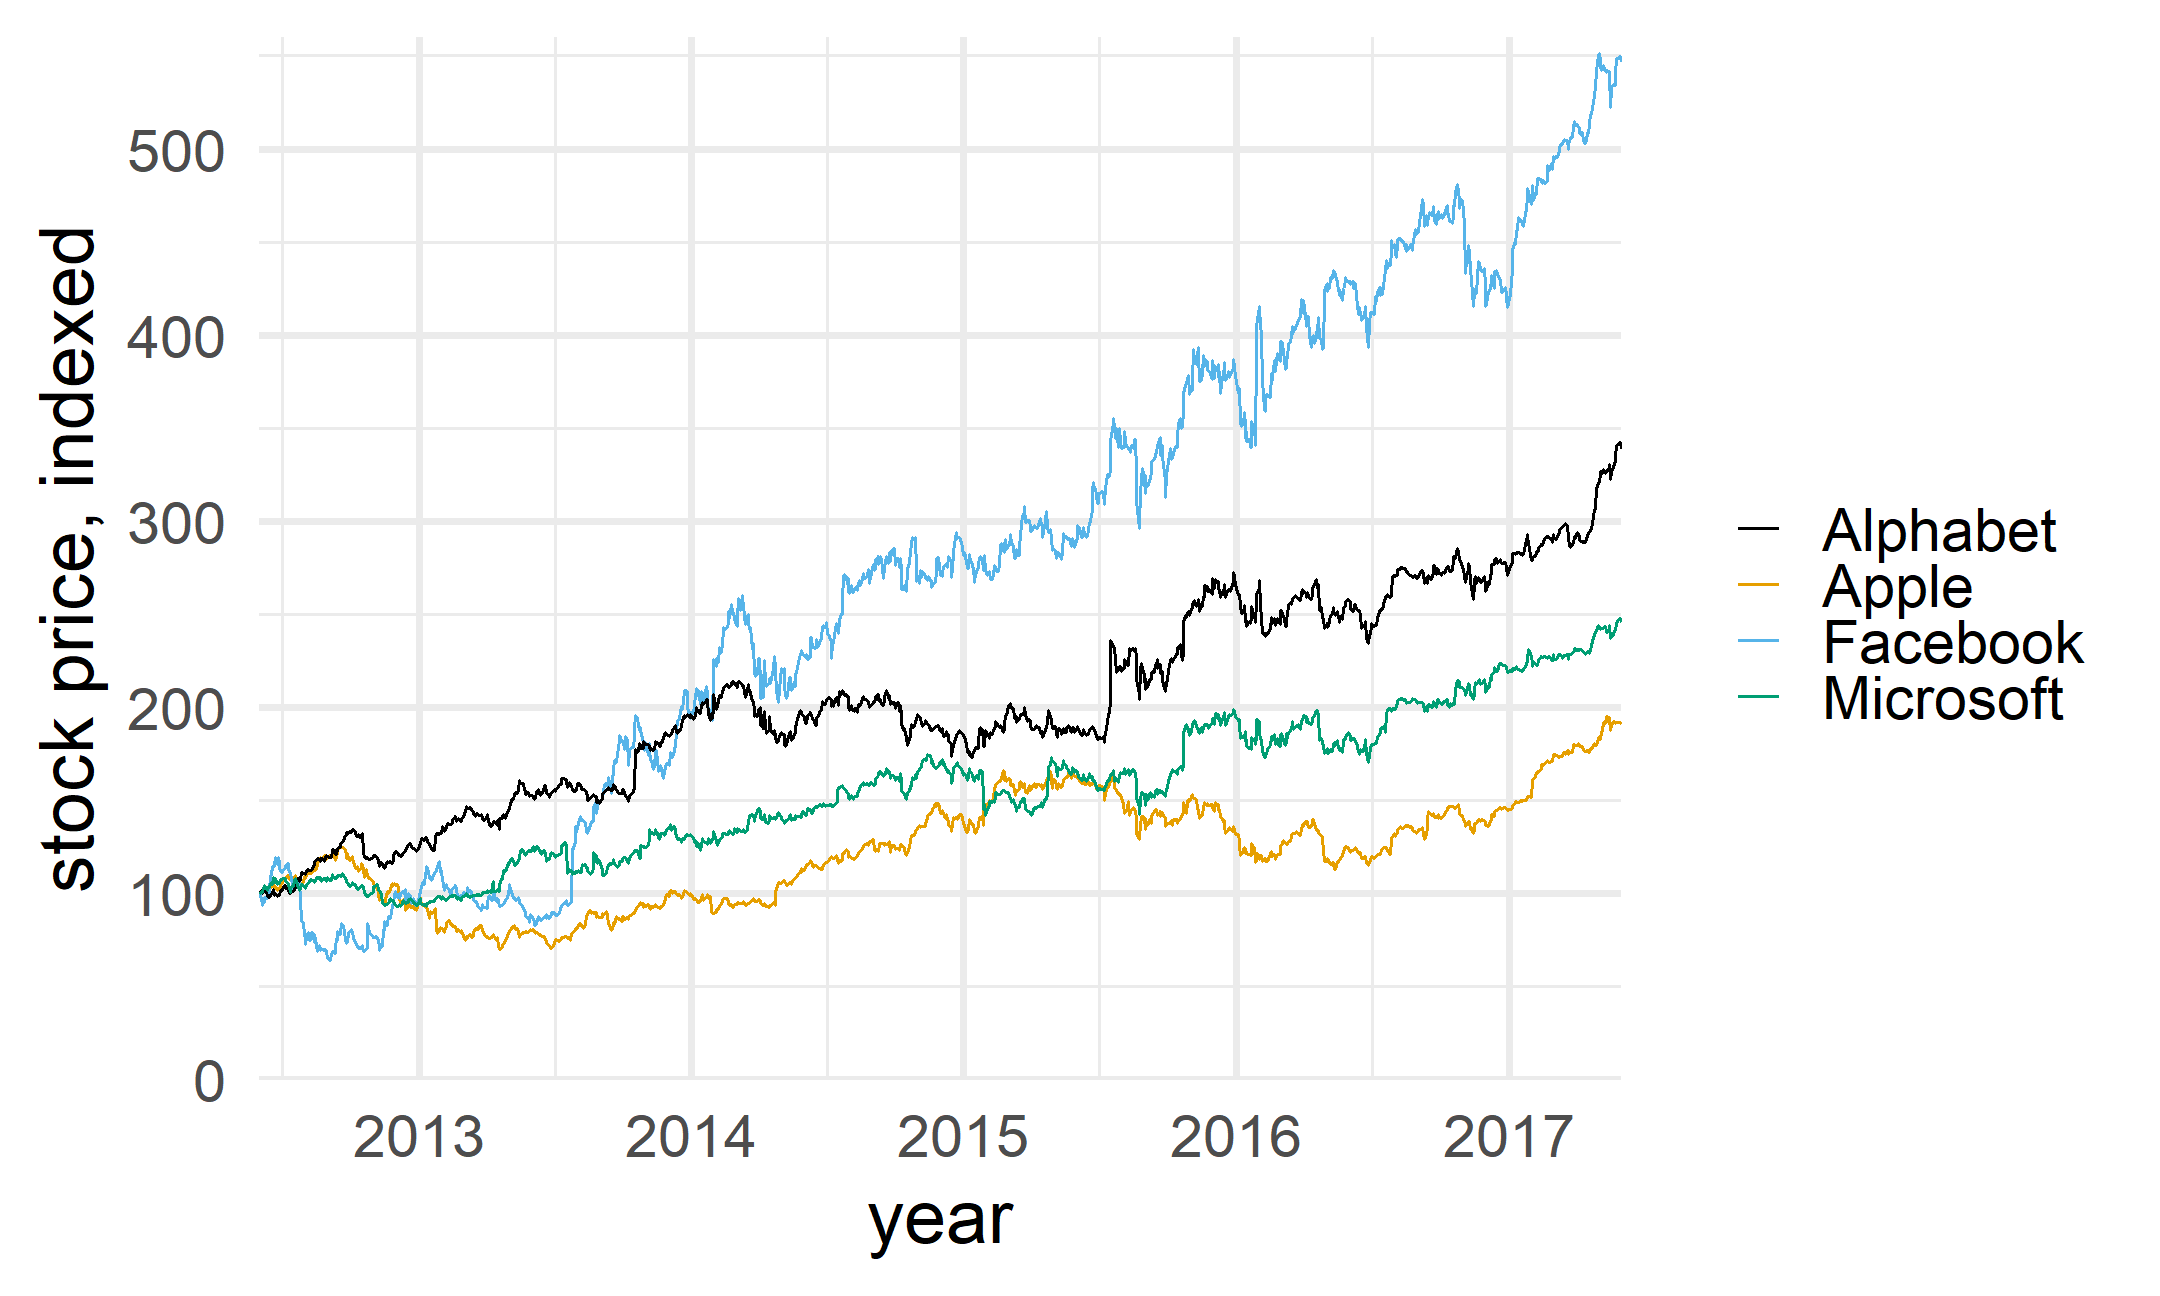 stock price, indexed
500
400
300
200
100
0
2013 2014 2015 2016 2017
year
Alphabet
Apple
Facebook
Microsoft